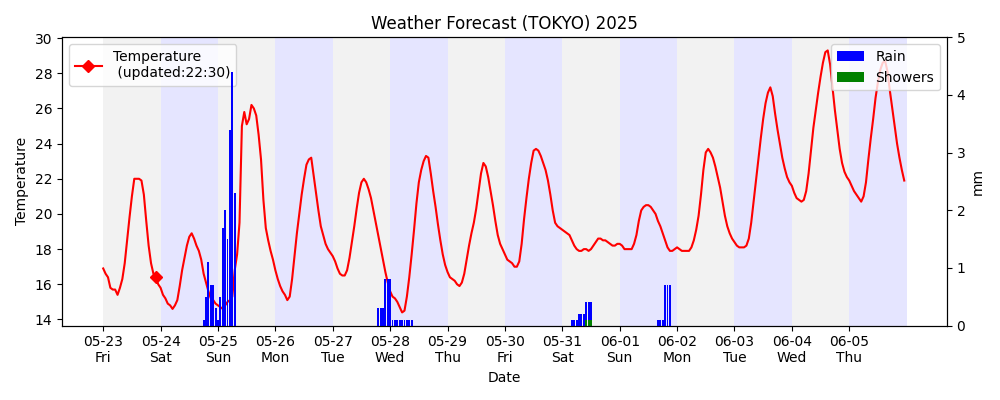 Weather Forecast (TOKYO) 2025
Temperature
(updated:22:30)
Rain
Showers
Temperature
30
28
26
24
22
20
18
16
14
5
4
3
2
1
0
mm
05-23 05-24 05-25 05-26 05-27 05-28 05-29 05-30 05-31 06-01 06-02 06-03 06-04 06-05
Fri Sat Sun Mon Tue Wed Thu Fri Sat Sun Mon Tue Wed Thu
Date